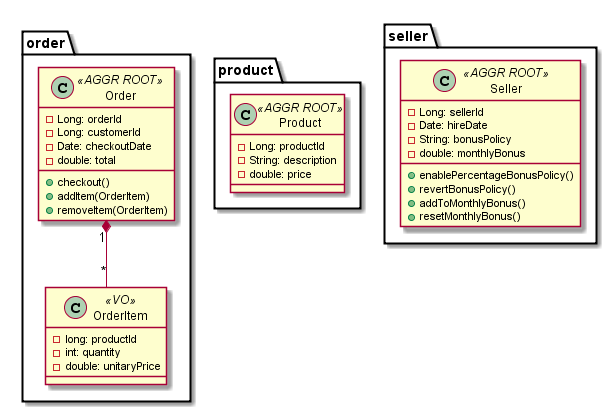 order
C
«AGGR ROOT»
Order
Long: orderId
Long: customerId
Date: checkoutDate
double: total
checkout()
addItem(OrderItem)
removeItem(OrderItem)
1
*
C
«VO»
OrderItem
long: productId
int: quantity
double: unitaryPrice
product
C
«AGGR ROOT»
Product
Long: productId
String: description
double: price
seller
C
«AGGR ROOT»
Seller
Long: sellerId
Date: hireDate
String: bonusPolicy
double: monthlyBonus
enablePercentageBonusPolicy()
revertBonusPolicy()
addToMonthlyBonus()
resetMonthlyBonus()